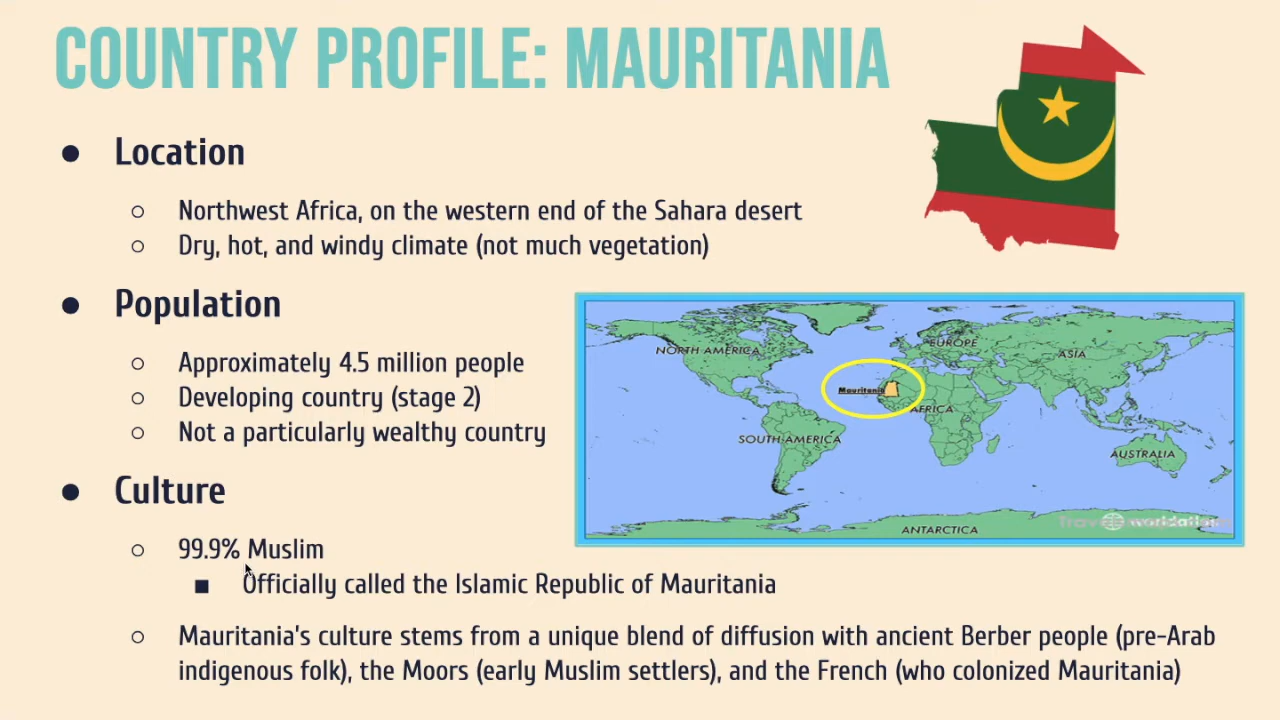 COUNTRY PROFILE: MAURITANIA
● Location
○ Northwest Africa, on the western end of the Sahara desert
○ Dry, hot, and windy climate (not much vegetation)
● Population
○ Approximately 4.5 million people
○ Developing country (stage 2)
○ Not a particularly wealthy country
● Culture
○ 99.9% Muslim
■ Officially called the Islamic Republic of Mauritania
○ Mauritania's culture stems from a unique blend of diffusion with ancient Berber people (pre-Arab
indigenous folk), the Moors (early Muslim settlers), and the French (who colonized Mauritania)
NORTH AMERICA
EUROPE
ASIA
Mauritania
AFRICA
SOUTH AMERICA
AUSTRALIA
ANTARCTICA